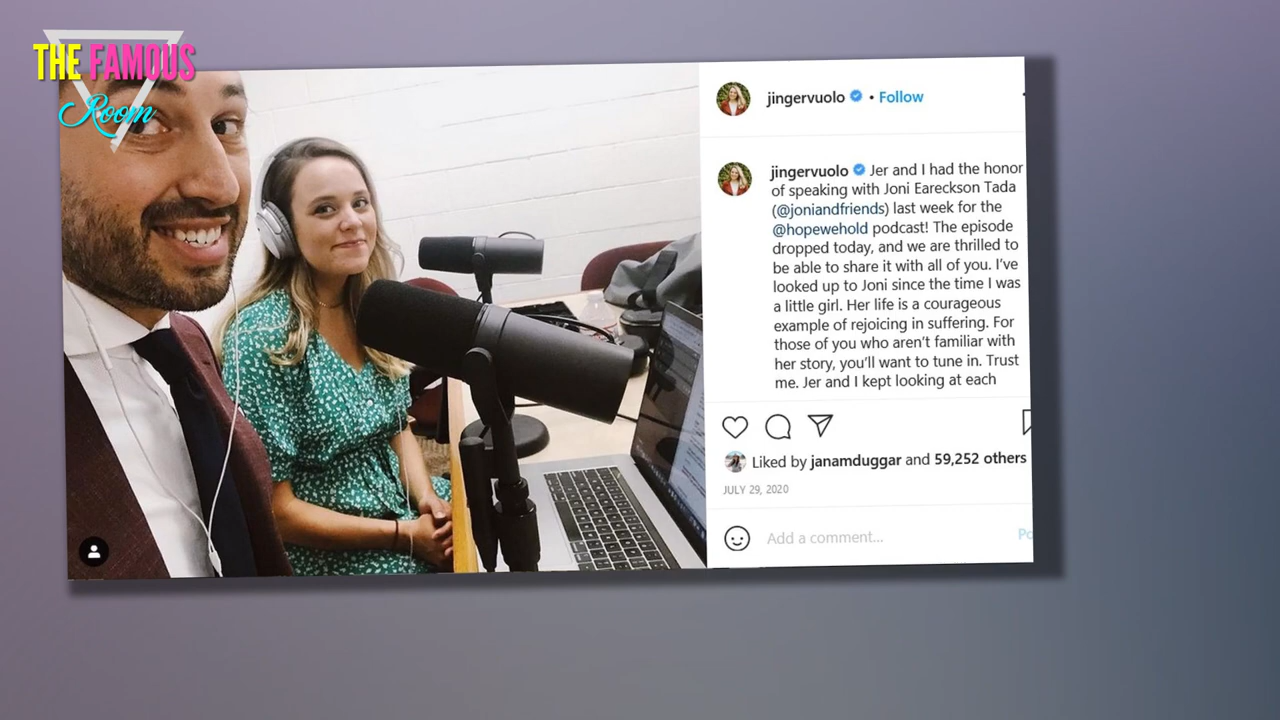 THE FAMOUS
Room
jingervuolo • Follow
jingervuolo Jer and I had the honor
of speaking with Joni Eareckson Tada
(@joniandfriends) last week for the
@hopewehold podcast! The episode
dropped today, and we are thrilled to
be able to share it with all of you. I've
looked up to Joni since the time I was
a little girl. Her life is a courageous
example of rejoicing in suffering. For
those of you who aren't familiar with
her story, you'll want to tune in. Trust
me. Jer and I kept looking at each
Liked by janamduggar and 59,252 others
JULY 29, 2020
Add a comment...